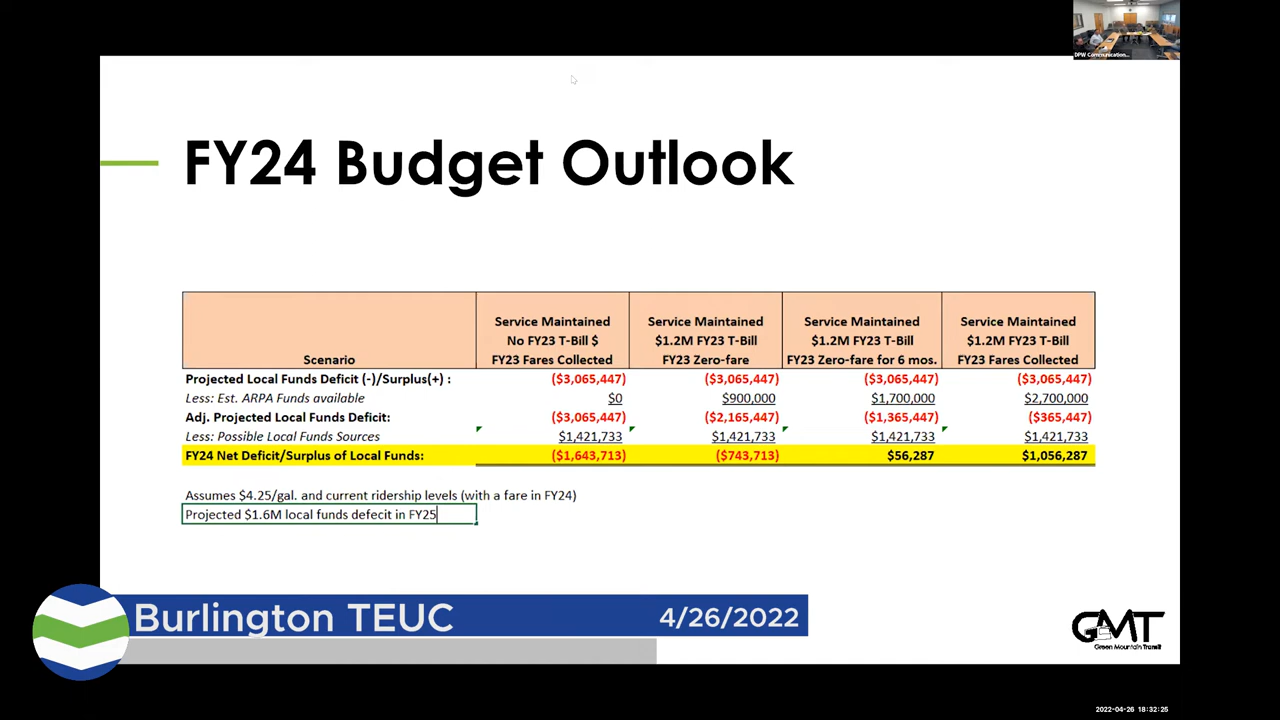 DPW Communication...
FY24 Budget Outlook
Scenario
Service Maintained
No FY23 T-Bill $
FY23 Fares Collected
Service Maintained
$1.2M FY23 T-Bill
FY23 Zero-fare
Service Maintained
$1.2M FY23 T-Bill
FY23 Zero-fare for 6 mos.
Service Maintained
$1.2M FY23 T-Bill
FY23 Fares Collected
Projected Local Funds Deficit (-)/Surplus(+) : ($3,065,447) ($3,065,447) ($3,065,447) ($3,065,447)
Less: Est. ARPA Funds available $0 $900,000 $1,700,000 $2,700,000
Adj. Projected Local Funds Deficit: ($3,065,447) ($2,165,447) ($1,365,447) ($365,447)
Less: Possible Local Funds Sources $1,421,733 $1,421,733 $1,421,733 $1,421,733
FY24 Net Deficit/Surplus of Local Funds: ($1,643,713) ($743,713) $56,287 $1,056,287
Assumes $4.25/gal. and current ridership levels (with a fare in FY24)
Projected $1.6M local funds defecit in FY25
Burlington TEUC 4/26/2022
GMT
Green Mountain Transit
2022-04-26 18:32:25